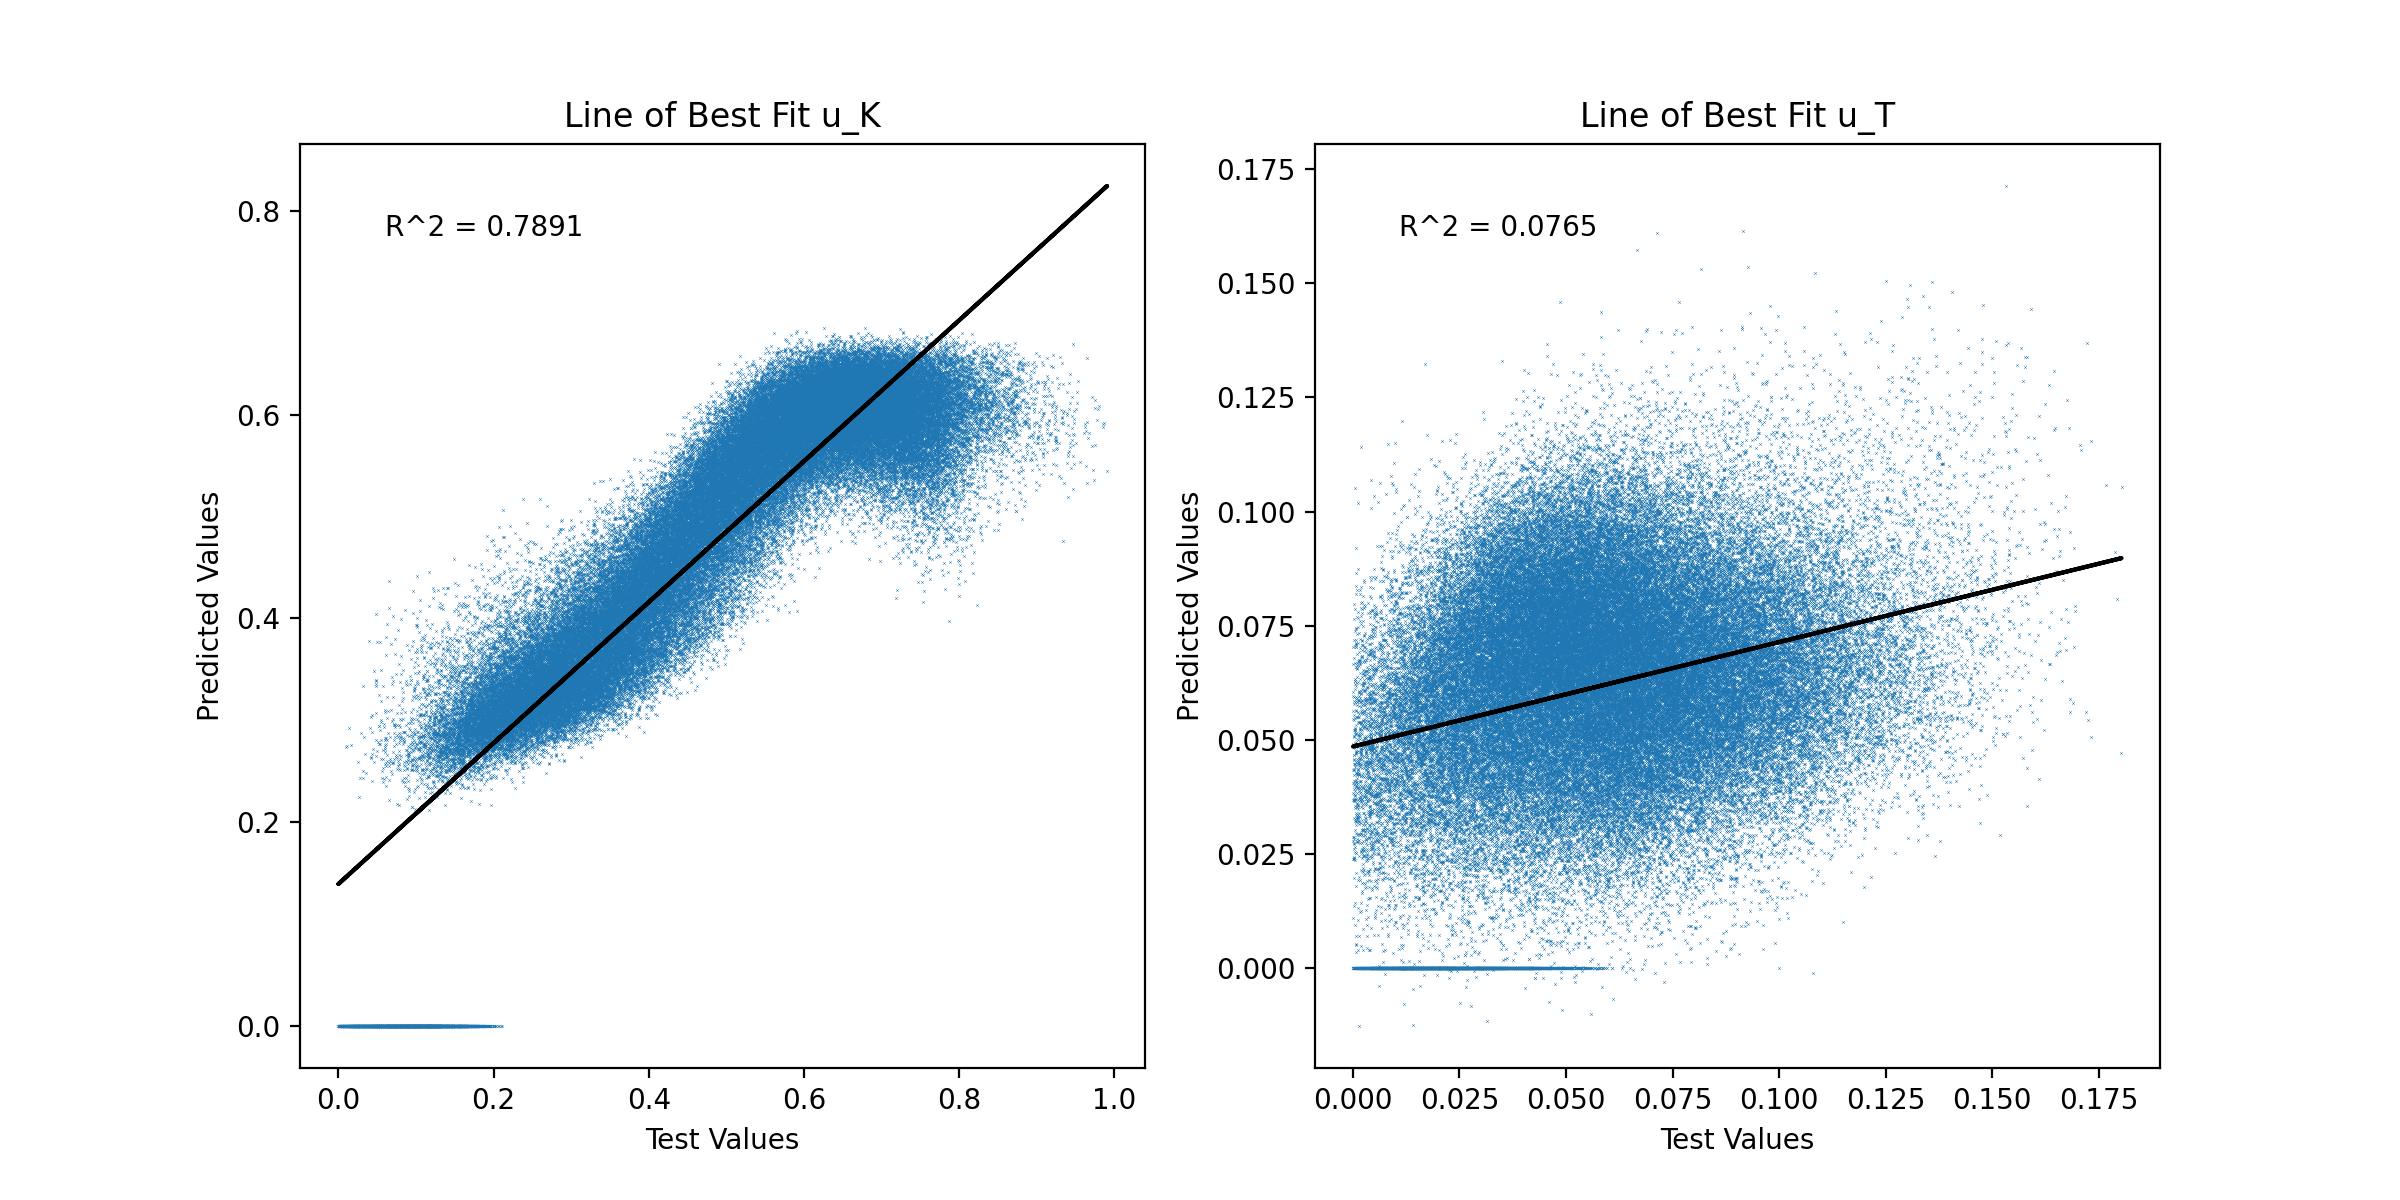 Line of Best Fit u_K
R^2 = 0.7891
Predicted Values
0.8
0.6
0.4
0.2
0.0
0.0 0.2 0.4 0.6 0.8 1.0
Test Values
Line of Best Fit u_T
R^2 = 0.0765
Predicted Values
0.175
0.150
0.125
0.100
0.075
0.050
0.025
0.000
0.000 0.025 0.050 0.075 0.100 0.125 0.150 0.175
Test Values